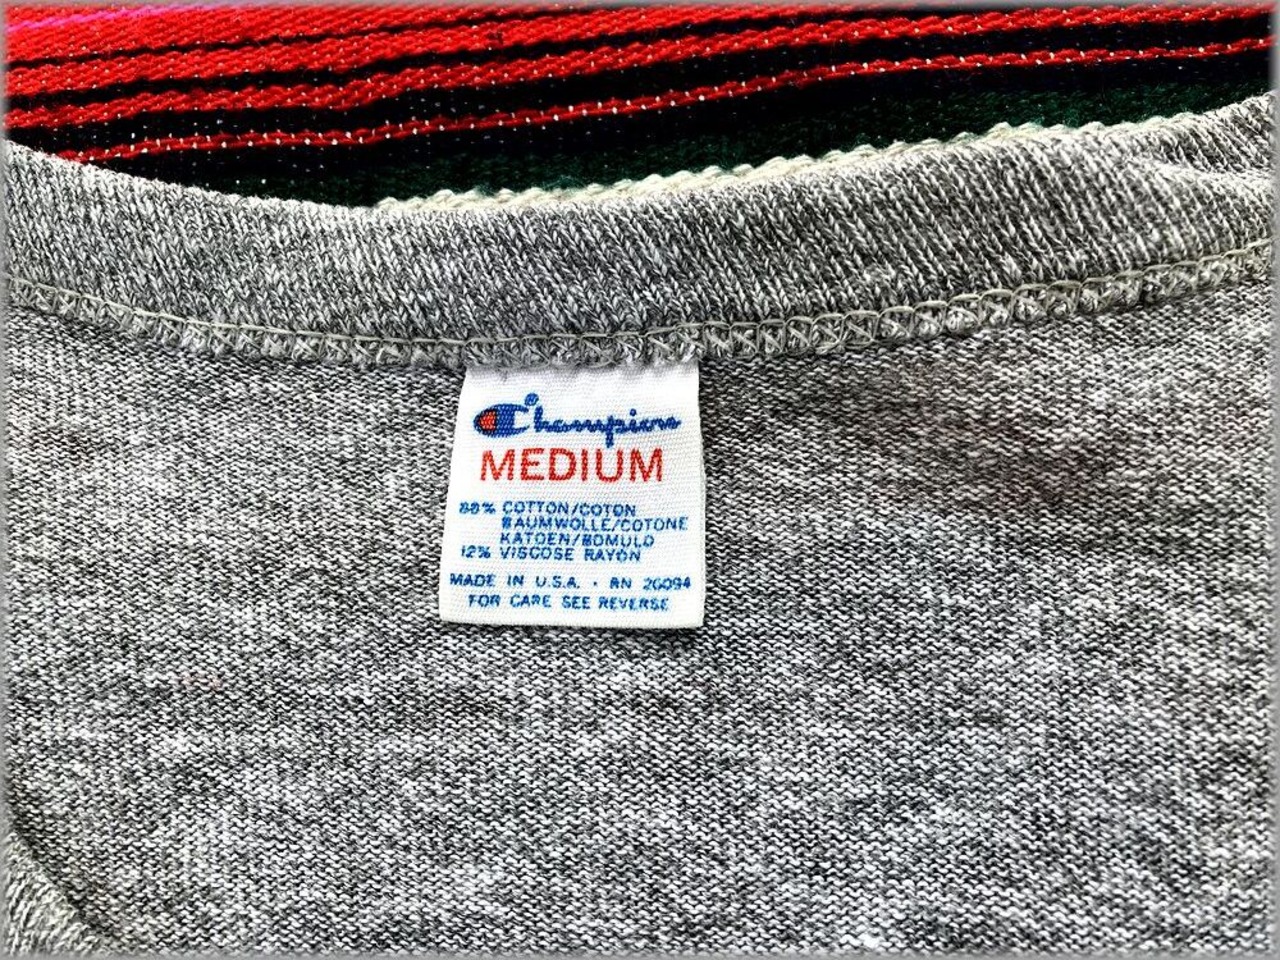 Champion®
MEDIUM
88% COTTON/COTON
BAUMWOLLE/COTONE
KATOEN/BOMULD
12% VISCOSE RAYON
MADE IN U.S.A. · RN 26094
FOR CARE SEE REVERSE